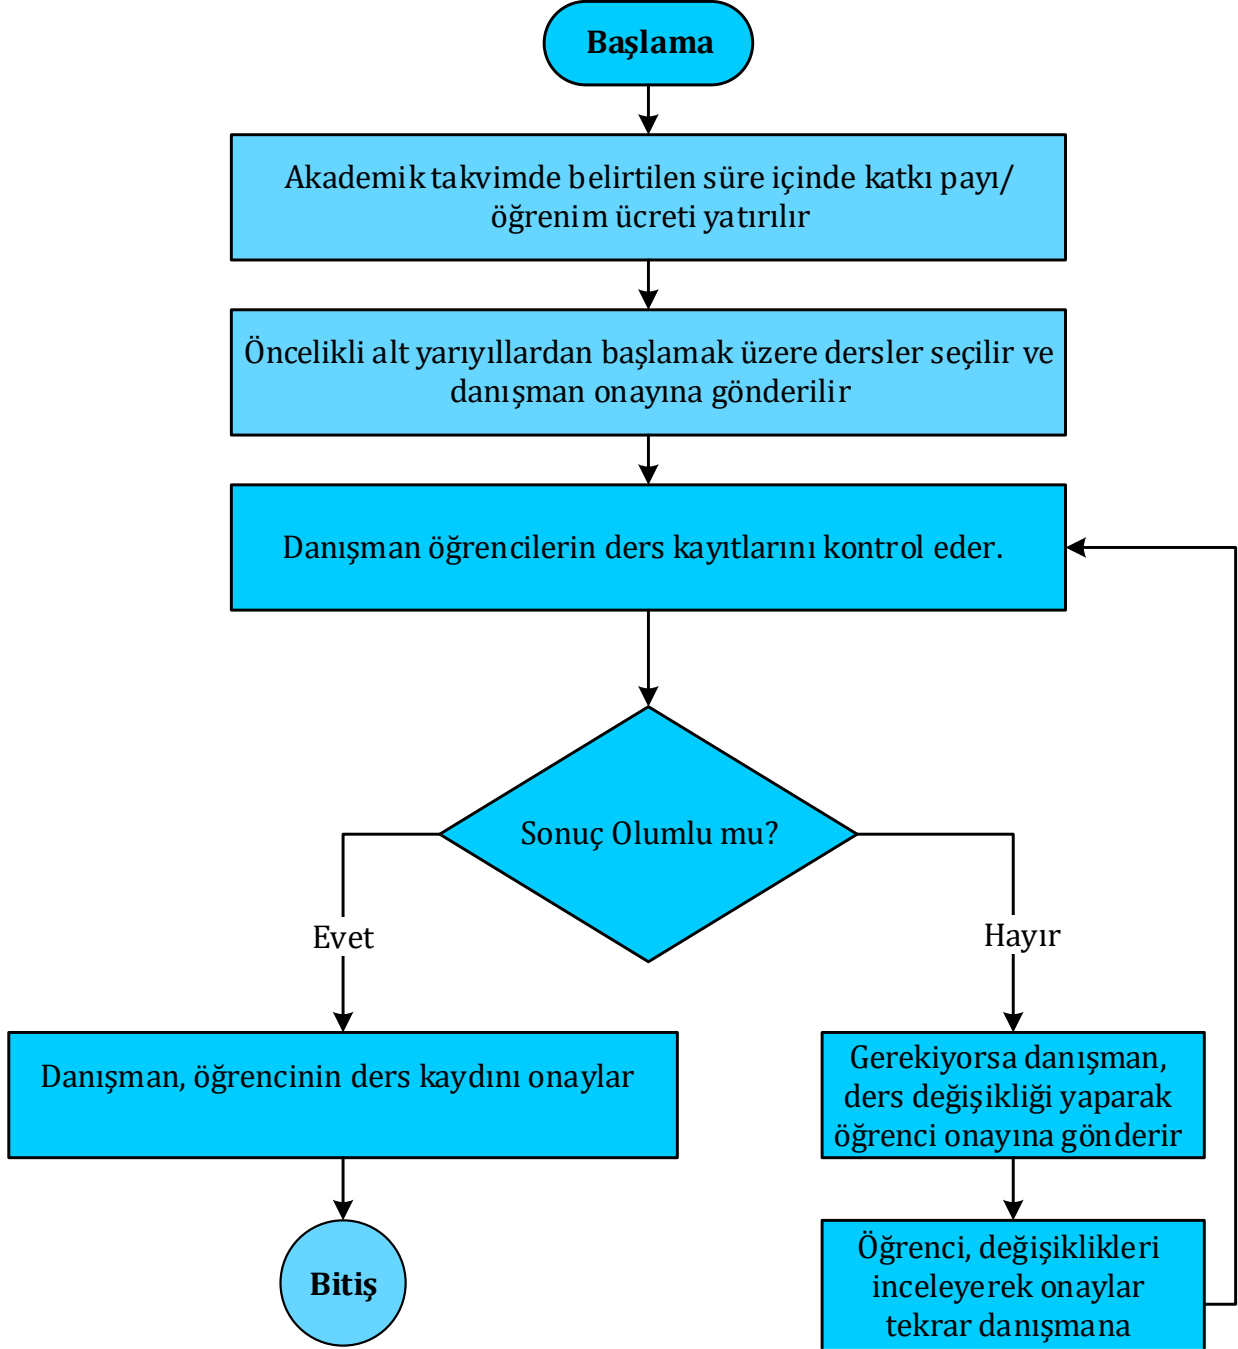 Başlama
Akademik takvimde belirtilen süre içinde katkı payı/
öğrenim ücreti yatırılır
Öncelikli alt yarıyıllardan başlamak üzere dersler seçilir ve
danışman onayına gönderilir
Danışman öğrencilerin ders kayıtlarını kontrol eder.
Sonuç Olumlu mu?
Evet
Hayır
Danışman, öğrencinin ders kaydını onaylar
Gerekiyorsa danışman,
ders değişikliği yaparak
öğrenci onayına gönderir
Bitiş
Öğrenci, değişiklikleri
inceleyerek onaylar
tekrar danışmana